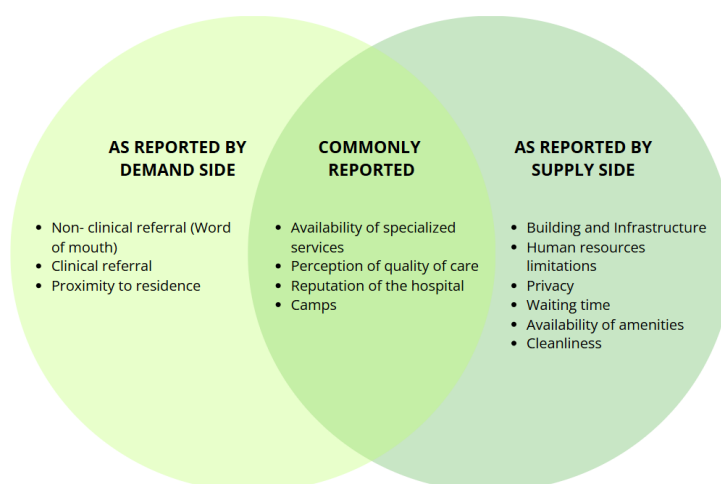 AS REPORTED BY
DEMAND SIDE
• Non- clinical referral (Word
of mouth)
• Clinical referral
• Proximity to residence
COMMONLY
REPORTED
• Availability of specialized
services
• Perception of quality of care
• Reputation of the hospital
• Camps
AS REPORTED BY
SUPPLY SIDE
• Building and Infrastructure
• Human resources
limitations
• Privacy
• Waiting time
• Availability of amenities
• Cleanliness